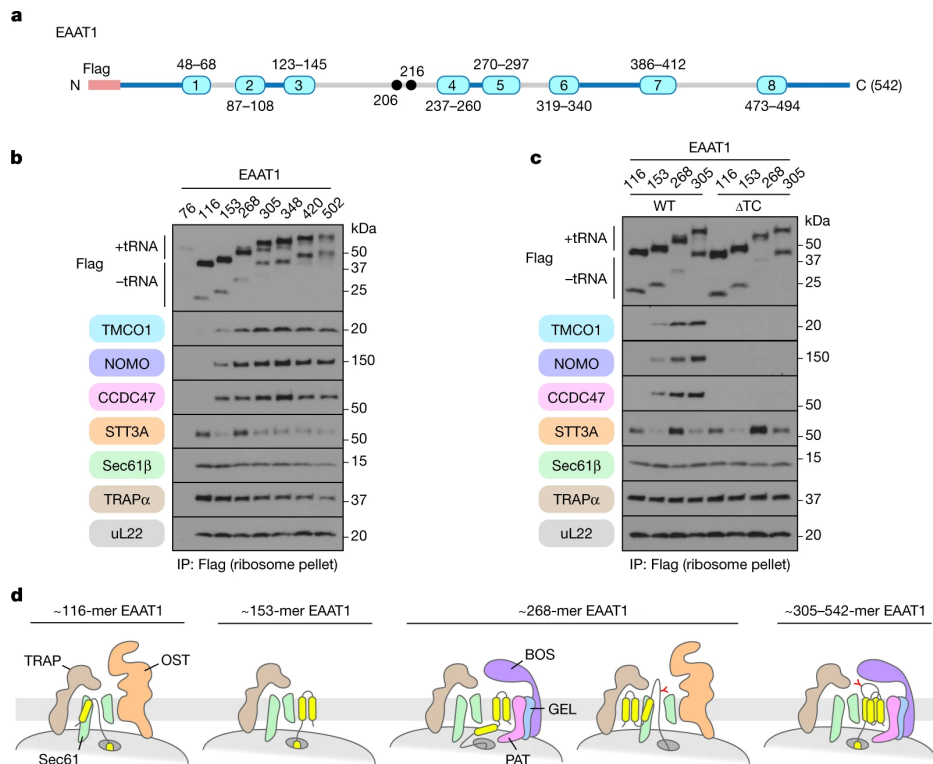 a
EAAT1
Flag
N
48–68
123–145
216
270–297
386–412
1
2
3
4
5
6
7
8
C (542)
87–108
206
237–260
319–340
473–494
b
EAAT1
76
116
153
268
305
348
420
502
kDa
+tRNA
Flag
–tRNA
50
37
25
TMCO1
20
NOMO
150
CCDC47
50
STT3A
50
Sec61β
15
TRAPα
37
uL22
20
IP: Flag (ribosome pellet)
c
EAAT1
116
153
268
305
116
153
268
305
WT
ΔTC
kDa
+tRNA
Flag
–tRNA
50
37
25
TMCO1
20
NOMO
150
CCDC47
50
STT3A
50
Sec61β
15
TRAPα
37
uL22
20
IP: Flag (ribosome pellet)
d
~116-mer EAAT1
~153-mer EAAT1
~268-mer EAAT1
~305–542-mer EAAT1
TRAP
OST
BOS
GEL
Sec61
PAT